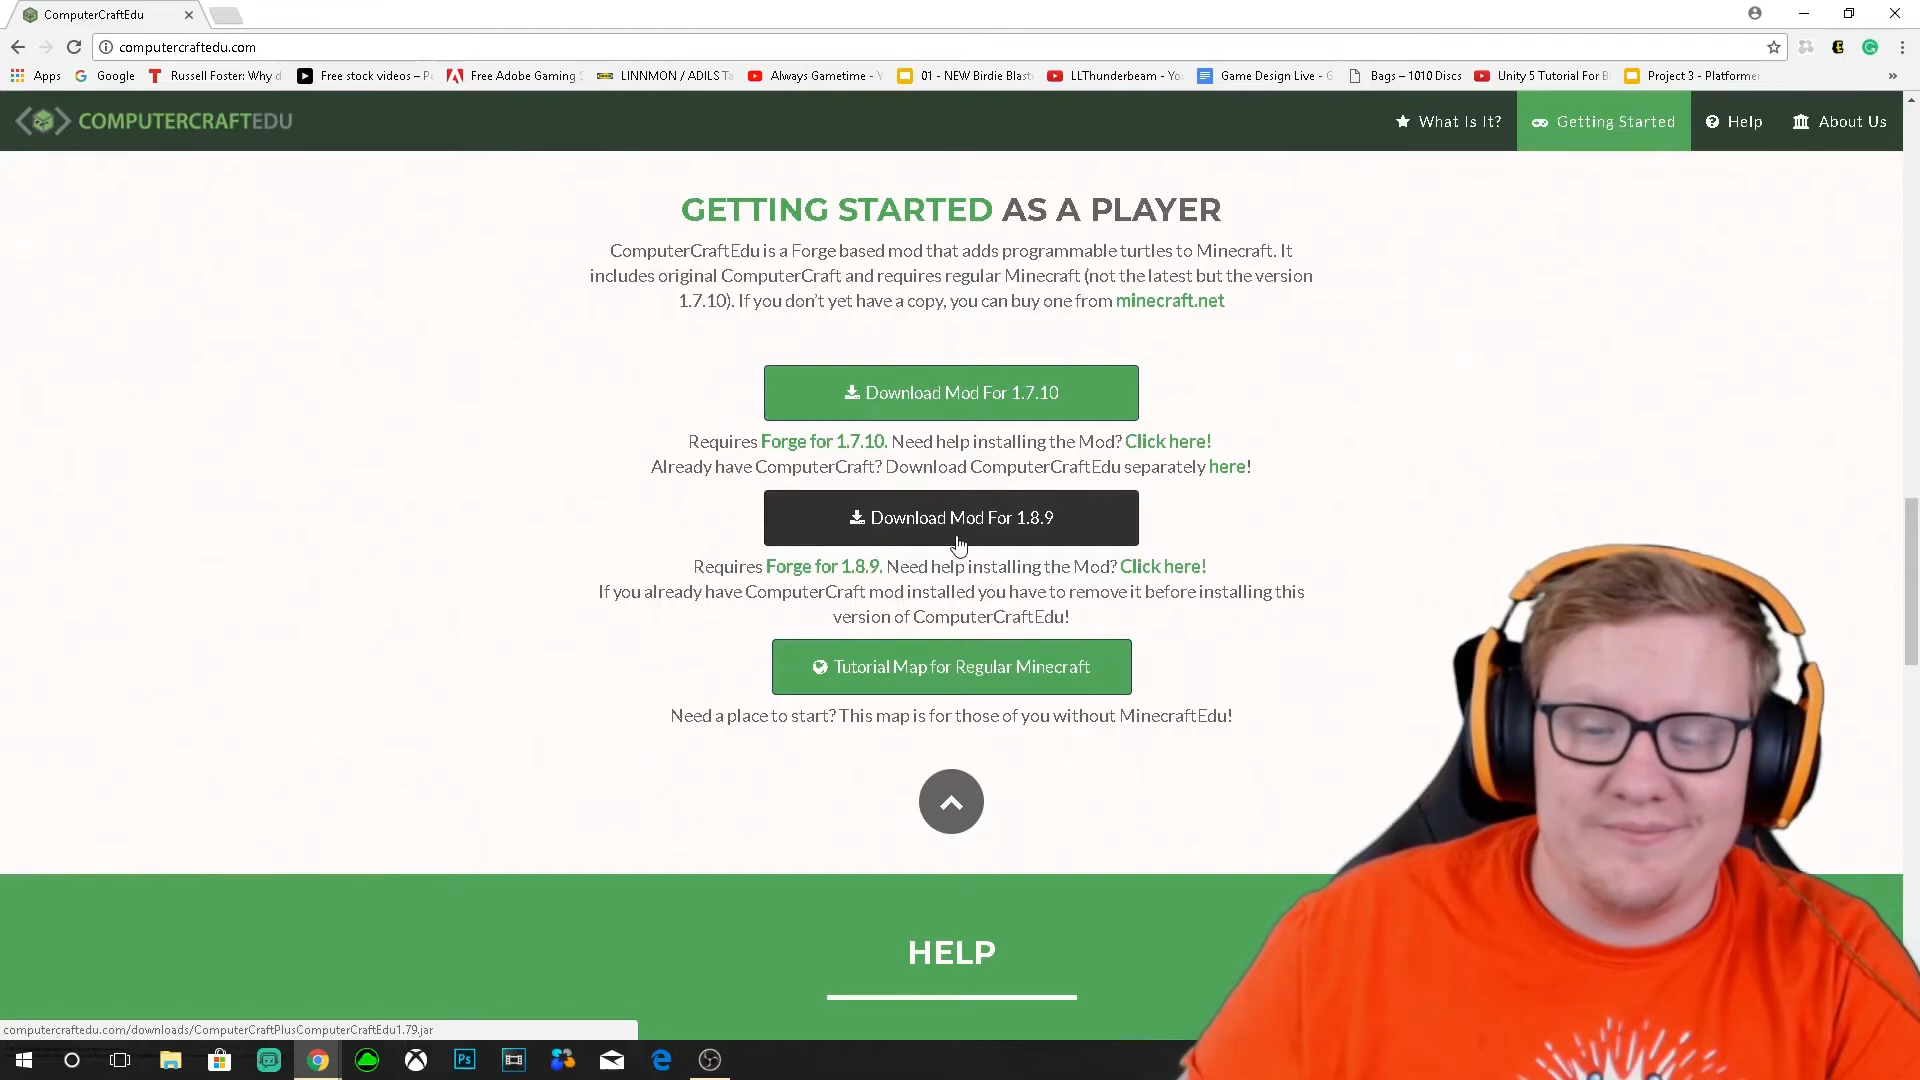 ComputerCraftEdu
computercraftedu.com
Apps Google Russell Foster: Why d Free stock videos – P Free Adobe Gaming LINNMON / ADILS Ta Always Gametime - Y 01 - NEW Birdie Blast LLThunderbeam - Yo Game Design Live - G Bags – 1010 Discs Unity 5 Tutorial For B Project 3 - Platformer »
COMPUTERCRAFTEDU What Is It? Getting Started Help About Us
GETTING STARTED AS A PLAYER
ComputerCraftEdu is a Forge based mod that adds programmable turtles to Minecraft. It
includes original ComputerCraft and requires regular Minecraft (not the latest but the version
1.7.10). If you don’t yet have a copy, you can buy one from minecraft.net
Download Mod For 1.7.10
Requires Forge for 1.7.10. Need help installing the Mod? Click here!
Already have ComputerCraft? Download ComputerCraftEdu separately here!
Download Mod For 1.8.9
Requires Forge for 1.8.9. Need help installing the Mod? Click here!
If you already have ComputerCraft mod installed you have to remove it before installing this
version of ComputerCraftEdu!
Tutorial Map for Regular Minecraft
Need a place to start? This map is for those of you without MinecraftEdu!
HELP
computercraftedu.com/downloads/ComputerCraftPlusComputerCraftEdu1.79.jar
Ps